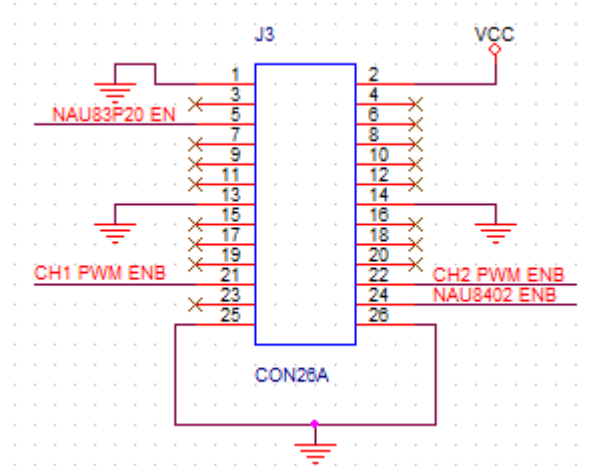 J3
VCC
1 2
3 4
NAU83P20 EN 5 6
7 8
9 10
11 12
13 14
15 16
17 18
19 20
CH1 PWM ENB 21 22 CH2 PWM ENB
23 24 NAU8402 ENB
25 26
CON26A